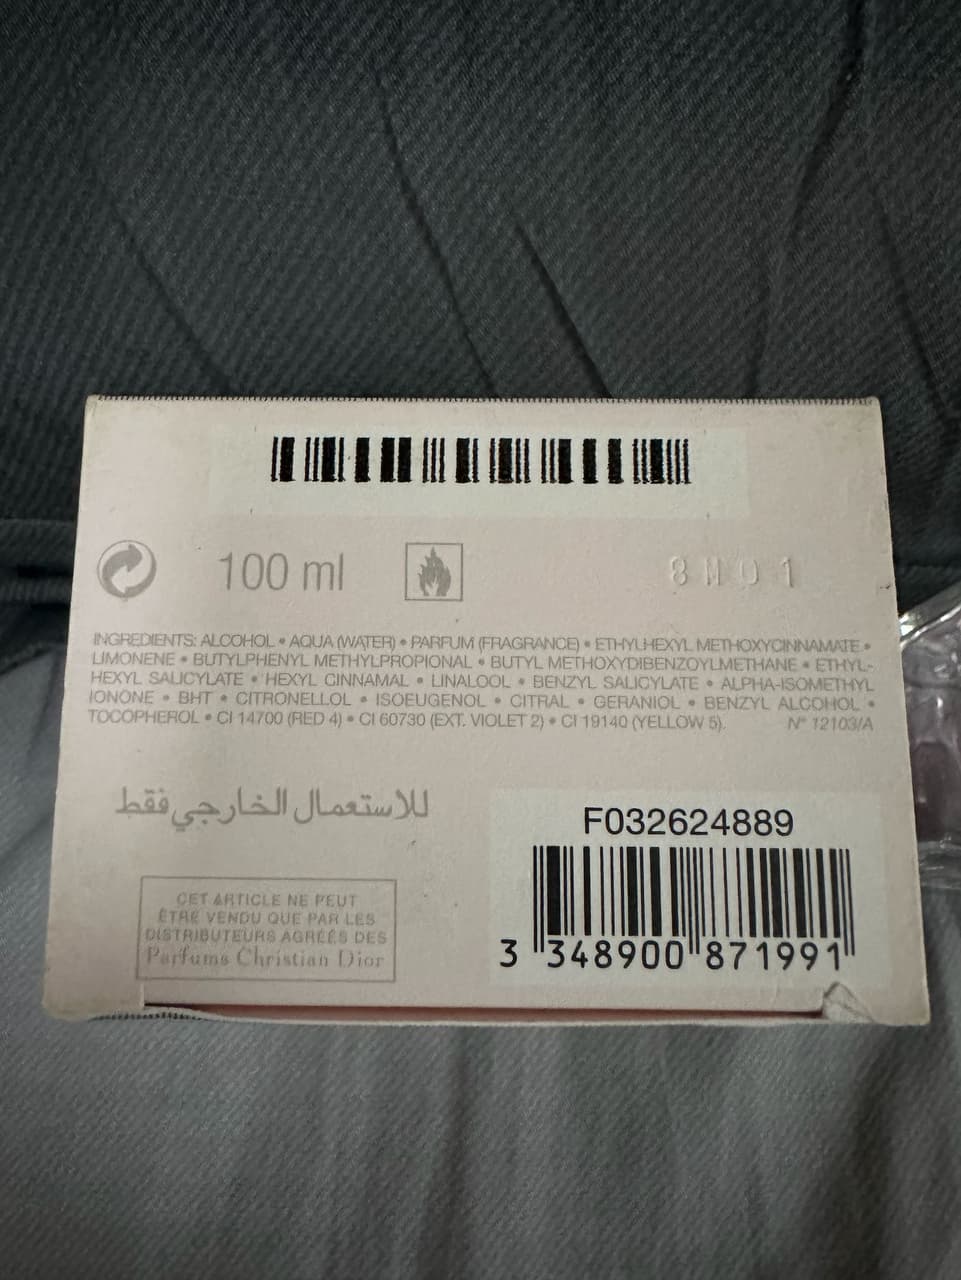 100 ml
8N01
INGREDIENTS: ALCOHOL • AQUA (WATER) • PARFUM (FRAGRANCE) • ETHYLHEXYL METHOXYCINNAMATE •
LIMONENE • BUTYLPHENYL METHYLPROPIONAL • BUTYL METHOXYDIBENZOYLMETHANE • ETHYL-
HEXYL SALICYLATE • HEXYL CINNAMAL • LINALOOL • BENZYL SALICYLATE • ALPHA-ISOMETHYL
IONONE • BHT • CITRONELLOL • ISOEUGENOL • CITRAL • GERANIOL • BENZYL ALCOHOL •
TOCOPHEROL • CI 14700 (RED 4) • CI 60730 (EXT. VIOLET 2) • CI 19140 (YELLOW 5). N° 12103/A
للاستعمال الخارجي فقط
CET ARTICLE NE PEUT
ÊTRE VENDU QUE PAR LES
DISTRIBUTEURS AGRÉÉS DES
Parfums Christian Dior
F032624889
3 348900 871991